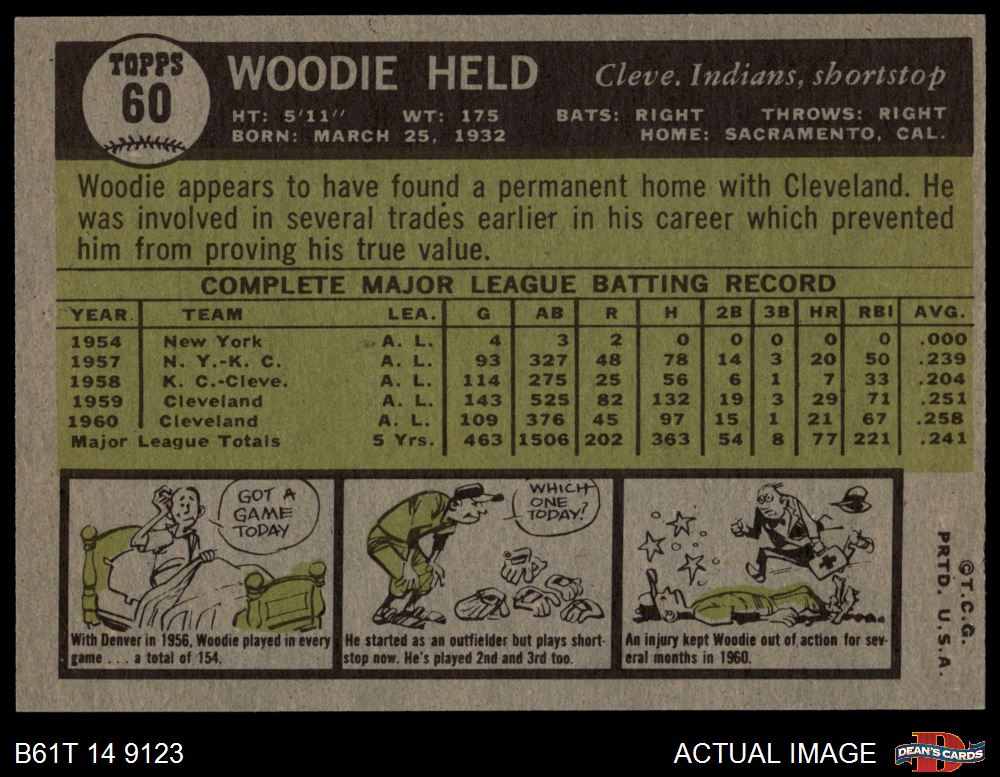 TOPPS
60
WOODIE HELD
Cleve. Indians, shortstop
HT: 5'11" WT: 175 BATS: RIGHT THROWS: RIGHT
BORN: MARCH 25, 1932 HOME: SACRAMENTO, CAL.
Woodie appears to have found a permanent home with Cleveland. He
was involved in several trades earlier in his career which prevented
him from proving his true value.
COMPLETE MAJOR LEAGUE BATTING RECORD
YEAR TEAM LEA. G AB R H 2B 3B HR RBI AVG.
1954 New York A. L. 4 3 2 0 0 0 0 0 .000
1957 N. Y.-K. C. A. L. 93 327 48 78 14 3 20 50 .239
1958 K. C.-Cleve. A. L. 114 275 25 56 6 1 7 33 .204
1959 Cleveland A. L. 143 525 82 132 19 3 29 71 .251
1960 Cleveland A. L. 109 376 45 97 15 1 21 67 .258
Major League Totals 5 Yrs. 463 1506 202 363 54 8 77 221 .241
GOT A
GAME
TODAY
With Denver in 1956, Woodie played in every
game . . . a total of 154.
WHICH
ONE
TODAY?
He started as an outfielder but plays short-
stop now. He's played 2nd and 3rd too.
An injury kept Woodie out of action for sev-
eral months in 1960.
©T.C.G.
PRTD. U.S.A.
B61T 14 9123
ACTUAL IMAGE
D
DEAN'S CARDS